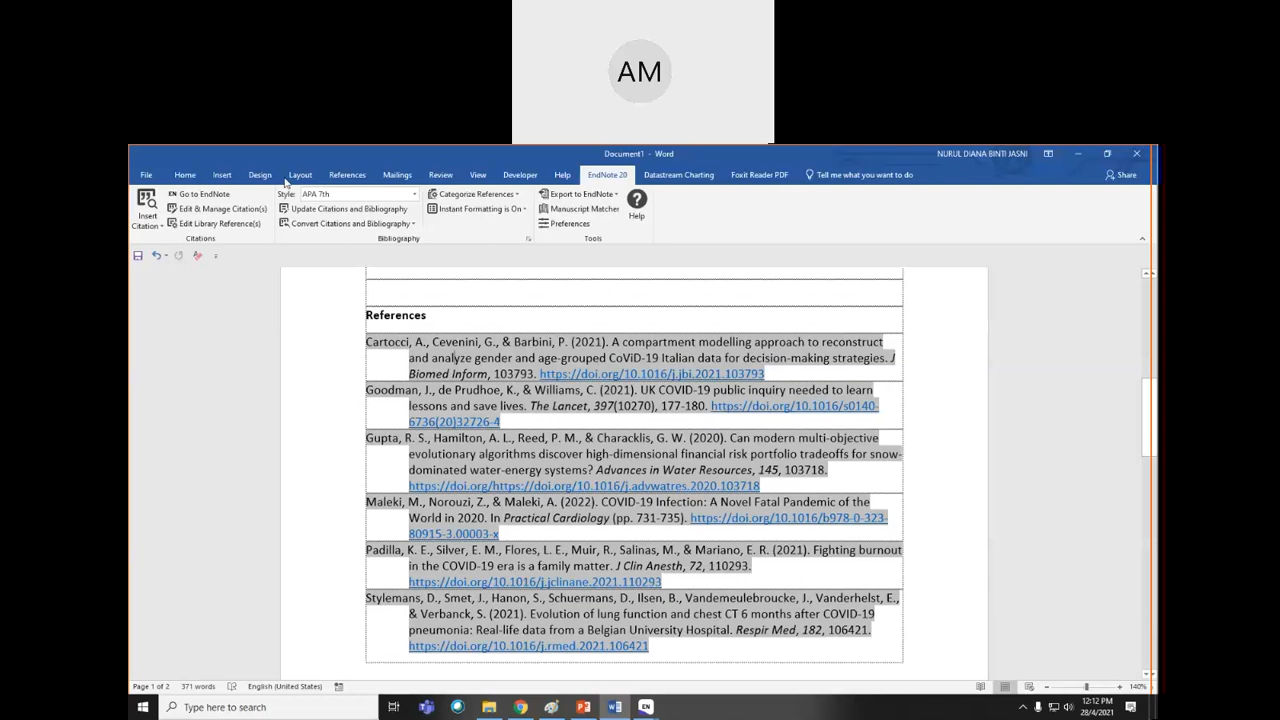 AM
Document1 - Word
NURUL DIANA BINTI JASNI
File Home Insert Design Layout References Mailings Review View Developer Help EndNote 20 Datastream Charting Foxit Reader PDF Tell me what you want to do Share
Insert Citation
Go to EndNote
Edit & Manage Citation(s)
Edit Library Reference(s)
Citations
Style: APA 7th
Update Citations and Bibliography
Convert Citations and Bibliography
Categorize References
Instant Formatting is On
Bibliography
Export to EndNote
Manuscript Matcher
Preferences
Tools
Help
References
Cartocci, A., Cevenini, G., & Barbini, P. (2021). A compartment modelling approach to reconstruct
and analyze gender and age-grouped CoViD-19 Italian data for decision-making strategies. J
Biomed Inform, 103793. https://doi.org/10.1016/j.jbi.2021.103793
Goodman, J., de Prudhoe, K., & Williams, C. (2021). UK COVID-19 public inquiry needed to learn
lessons and save lives. The Lancet, 397(10270), 177-180. https://doi.org/10.1016/s0140-
6736(20)32726-4
Gupta, R. S., Hamilton, A. L., Reed, P. M., & Characklis, G. W. (2020). Can modern multi-objective
evolutionary algorithms discover high-dimensional financial risk portfolio tradeoffs for snow-
dominated water-energy systems? Advances in Water Resources, 145, 103718.
https://doi.org/https://doi.org/10.1016/j.advwatres.2020.103718
Maleki, M., Norouzi, Z., & Maleki, A. (2022). COVID-19 Infection: A Novel Fatal Pandemic of the
World in 2020. In Practical Cardiology (pp. 731-735). https://doi.org/10.1016/b978-0-323-
80915-3.00003-x
Padilla, K. E., Silver, E. M., Flores, L. E., Muir, R., Salinas, M., & Mariano, E. R. (2021). Fighting burnout
in the COVID-19 era is a family matter. J Clin Anesth, 72, 110293.
https://doi.org/10.1016/j.jclinane.2021.110293
Stylemans, D., Smet, J., Hanon, S., Schuermans, D., Ilsen, B., Vandemeulebroucke, J., Vanderhelst, E.,
& Verbanck, S. (2021). Evolution of lung function and chest CT 6 months after COVID-19
pneumonia: Real-life data from a Belgian University Hospital. Respir Med, 182, 106421.
https://doi.org/10.1016/j.rmed.2021.106421
Page 1 of 2 371 words English (United States) 140%
Type here to search
EN
12:12 PM
28/4/2021